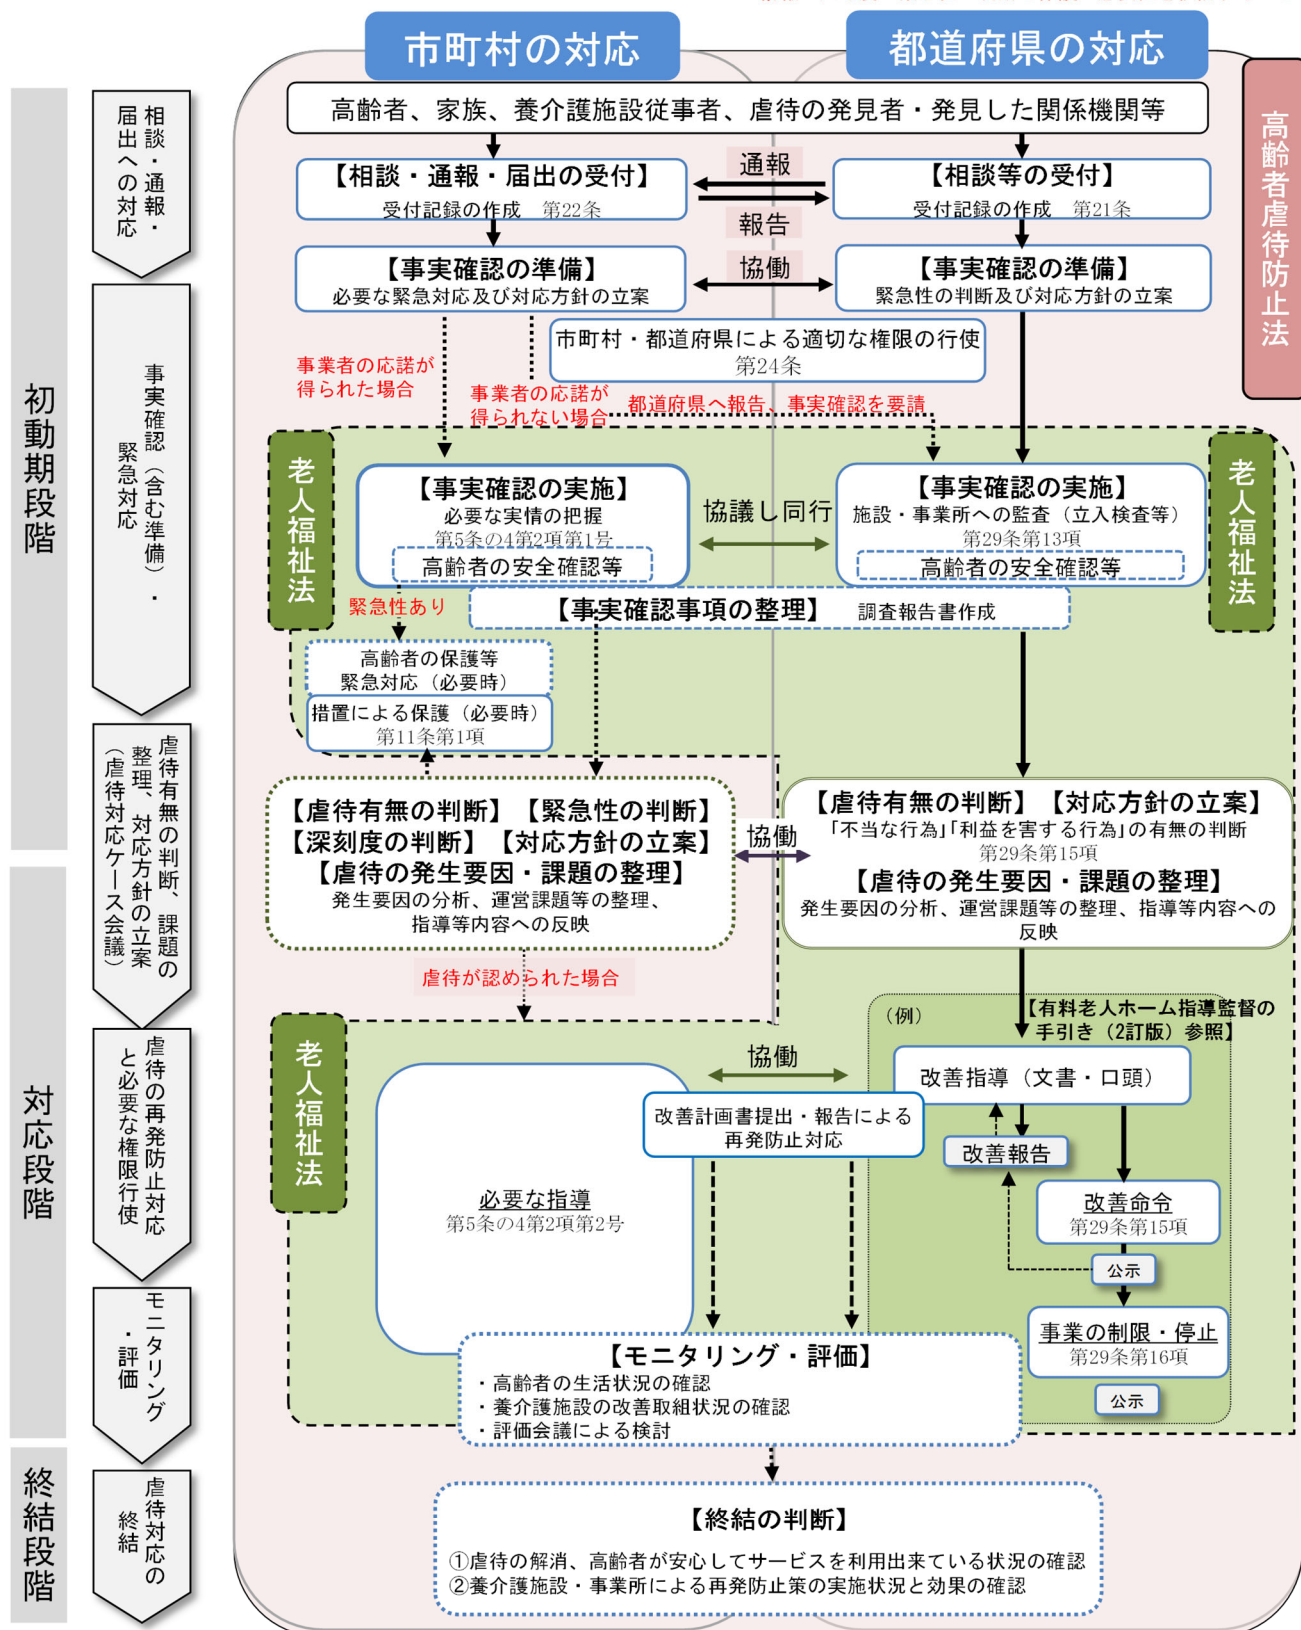 市町村の対応
都道府県の対応
高齢者虐待防止法
高齢者、家族、養介護施設従事者、虐待の発見者・発見した関係機関等
初動期段階
対応段階
終結段階
相談・通報・
届出への対応
事実確認（含む準備）・
緊急対応
虐待有無の判断、課題の
整理、対応方針の立案
（虐待対応ケース会議）
虐待の再発防止対応
と必要な権限行使
モニタリング
・評価
虐待対応の
終結
【相談・通報・届出の受付】
受付記録の作成　第22条
通報
報告
【相談等の受付】
受付記録の作成　第21条
【事実確認の準備】
必要な緊急対応及び対応方針の立案
協働
【事実確認の準備】
緊急性の判断及び対応方針の立案
市町村・都道府県による適切な権限の行使
第24条
事業者の応諾が
得られた場合
事業者の応諾が
得られない場合
都道府県へ報告、事実確認を要請
老人福祉法
老人福祉法
【事実確認の実施】
必要な実情の把握
第5条の4第2項第1号
高齢者の安全確認等
協議し同行
【事実確認の実施】
施設・事業所への監査（立入検査等）
第29条第13項
高齢者の安全確認等
緊急性あり
【事実確認事項の整理】　調査報告書作成
高齢者の保護等
緊急対応（必要時）
措置による保護（必要時）
第11条第1項
【虐待有無の判断】【緊急性の判断】
【深刻度の判断】【対応方針の立案】
【虐待の発生要因・課題の整理】
発生要因の分析、運営課題等の整理、
指導等内容への反映
協働
【虐待有無の判断】【対応方針の立案】
「不当な行為」「利益を害する行為」の有無の判断
第29条第15項
【虐待の発生要因・課題の整理】
発生要因の分析、運営課題等の整理、指導等内容への
反映
虐待が認められた場合
老人福祉法
必要な指導
第5条の4第2項第2号
協働
改善計画書提出・報告による
再発防止対応
（例）
【有料老人ホーム指導監督の
手引き（2訂版）参照】
改善指導（文書・口頭）
改善報告
改善命令
第29条第15項
公示
事業の制限・停止
第29条第16項
公示
【モニタリング・評価】
・高齢者の生活状況の確認
・養介護施設の改善取組状況の確認
・評価会議による検討
【終結の判断】
①虐待の解消、高齢者が安心してサービスを利用出来ている状況の確認
②養介護施設・事業所による再発防止策の実施状況と効果の確認